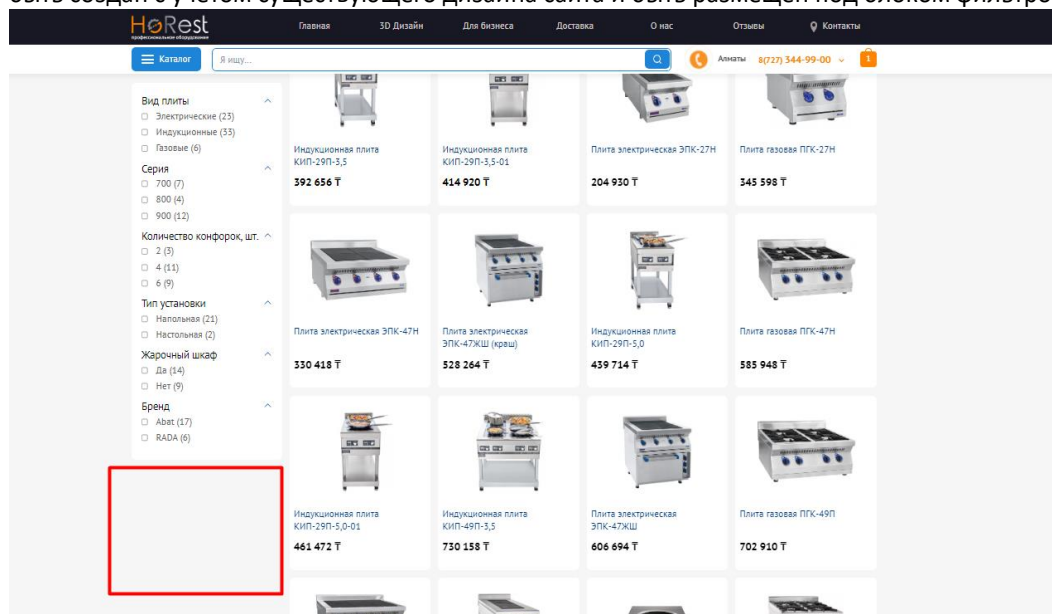 быть создан с учетом существующего дизайна сайта и быть размещен под блоком фильтро
HoRest
профессиональное оборудование
Главная 3D Дизайн Для бизнеса Доставка О нас Отзывы Контакты
Каталог Я ищу... Алматы 8(727) 344-99-00 1
Вид плиты
Электрические (23)
Индукционные (33)
Газовые (6)
Серия
700 (7)
800 (4)
900 (12)
Количество конфорок, шт.
2 (3)
4 (11)
6 (9)
Тип установки
Напольная (21)
Настольная (2)
Жарочный шкаф
Да (14)
Нет (9)
Бренд
Abat (17)
RADA (6)
Индукционная плита
КИП-29П-3,5
392 656 ₸
Индукционная плита
КИП-29П-3,5-01
414 920 ₸
Плита электрическая ЭПК-27Н
204 930 ₸
Плита газовая ПГК-27Н
345 598 ₸
Плита электрическая ЭПК-47Н
330 418 ₸
Плита электрическая
ЭПК-47ЖШ (краш)
528 264 ₸
Индукционная плита
КИП-29П-5,0
439 714 ₸
Плита газовая ПГК-47Н
585 948 ₸
Индукционная плита
КИП-29П-5,0-01
461 472 ₸
Индукционная плита
КИП-49П-3,5
730 158 ₸
Плита электрическая
ЭПК-47ЖШ
606 694 ₸
Плита газовая ПГК-49П
702 910 ₸